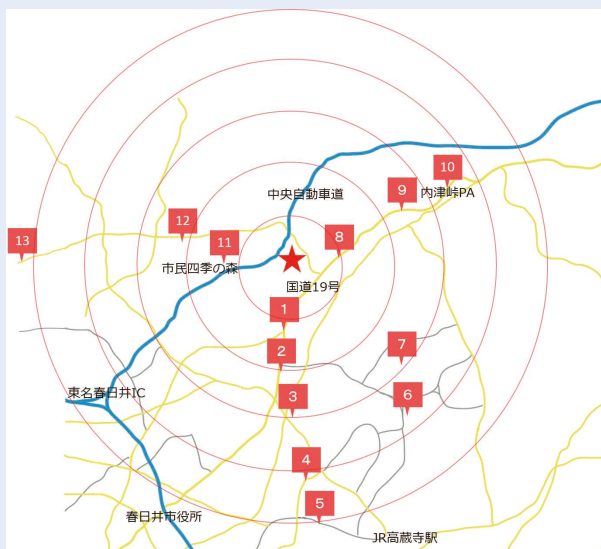 10
9
内津峠PA
中央自動車道
12
13
11
8
市民四季の森
国道19号
1
2
7
東名春日井IC
3
6
4
5
春日井市役所
JR高蔵寺駅